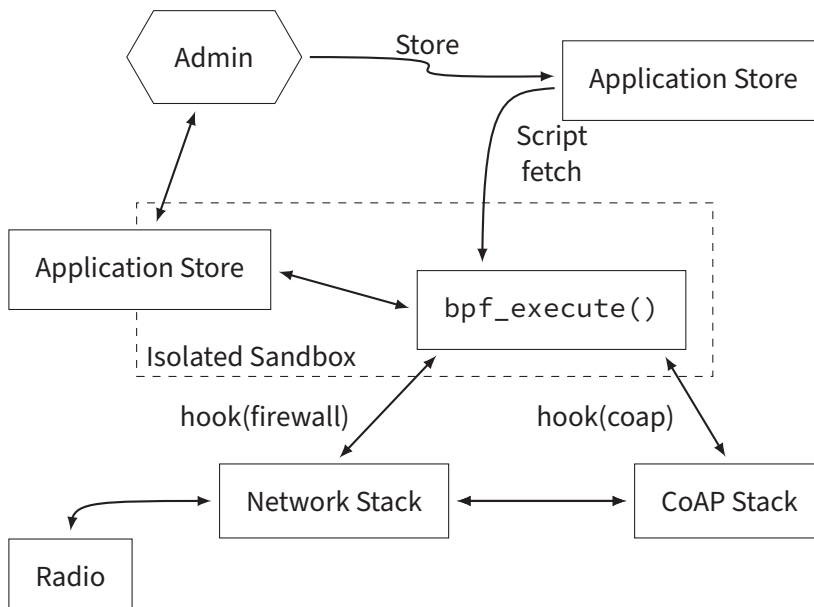 Store
Admin
Application Store
Script
fetch
Application Store
bpf_execute()
Isolated Sandbox
hook(firewall)
hook(coap)
Network Stack
CoAP Stack
Radio